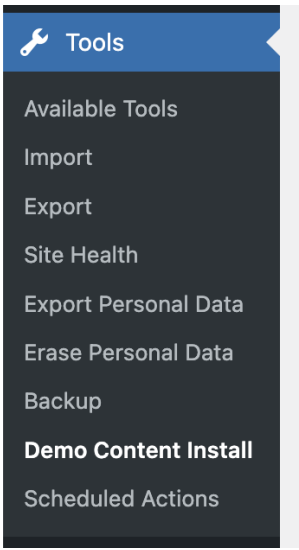 Tools
Available Tools
Import
Export
Site Health
Export Personal Data
Erase Personal Data
Backup
Demo Content Install
Scheduled Actions